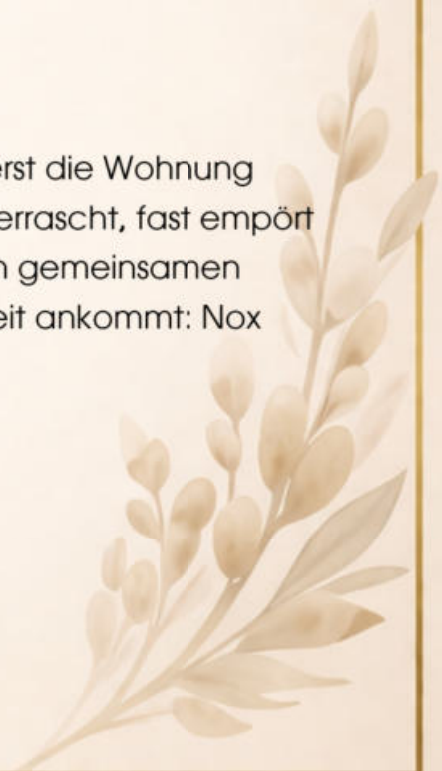 erst die Wohnung
errascht, fast empört
n gemeinsamen
eit ankommt: Nox